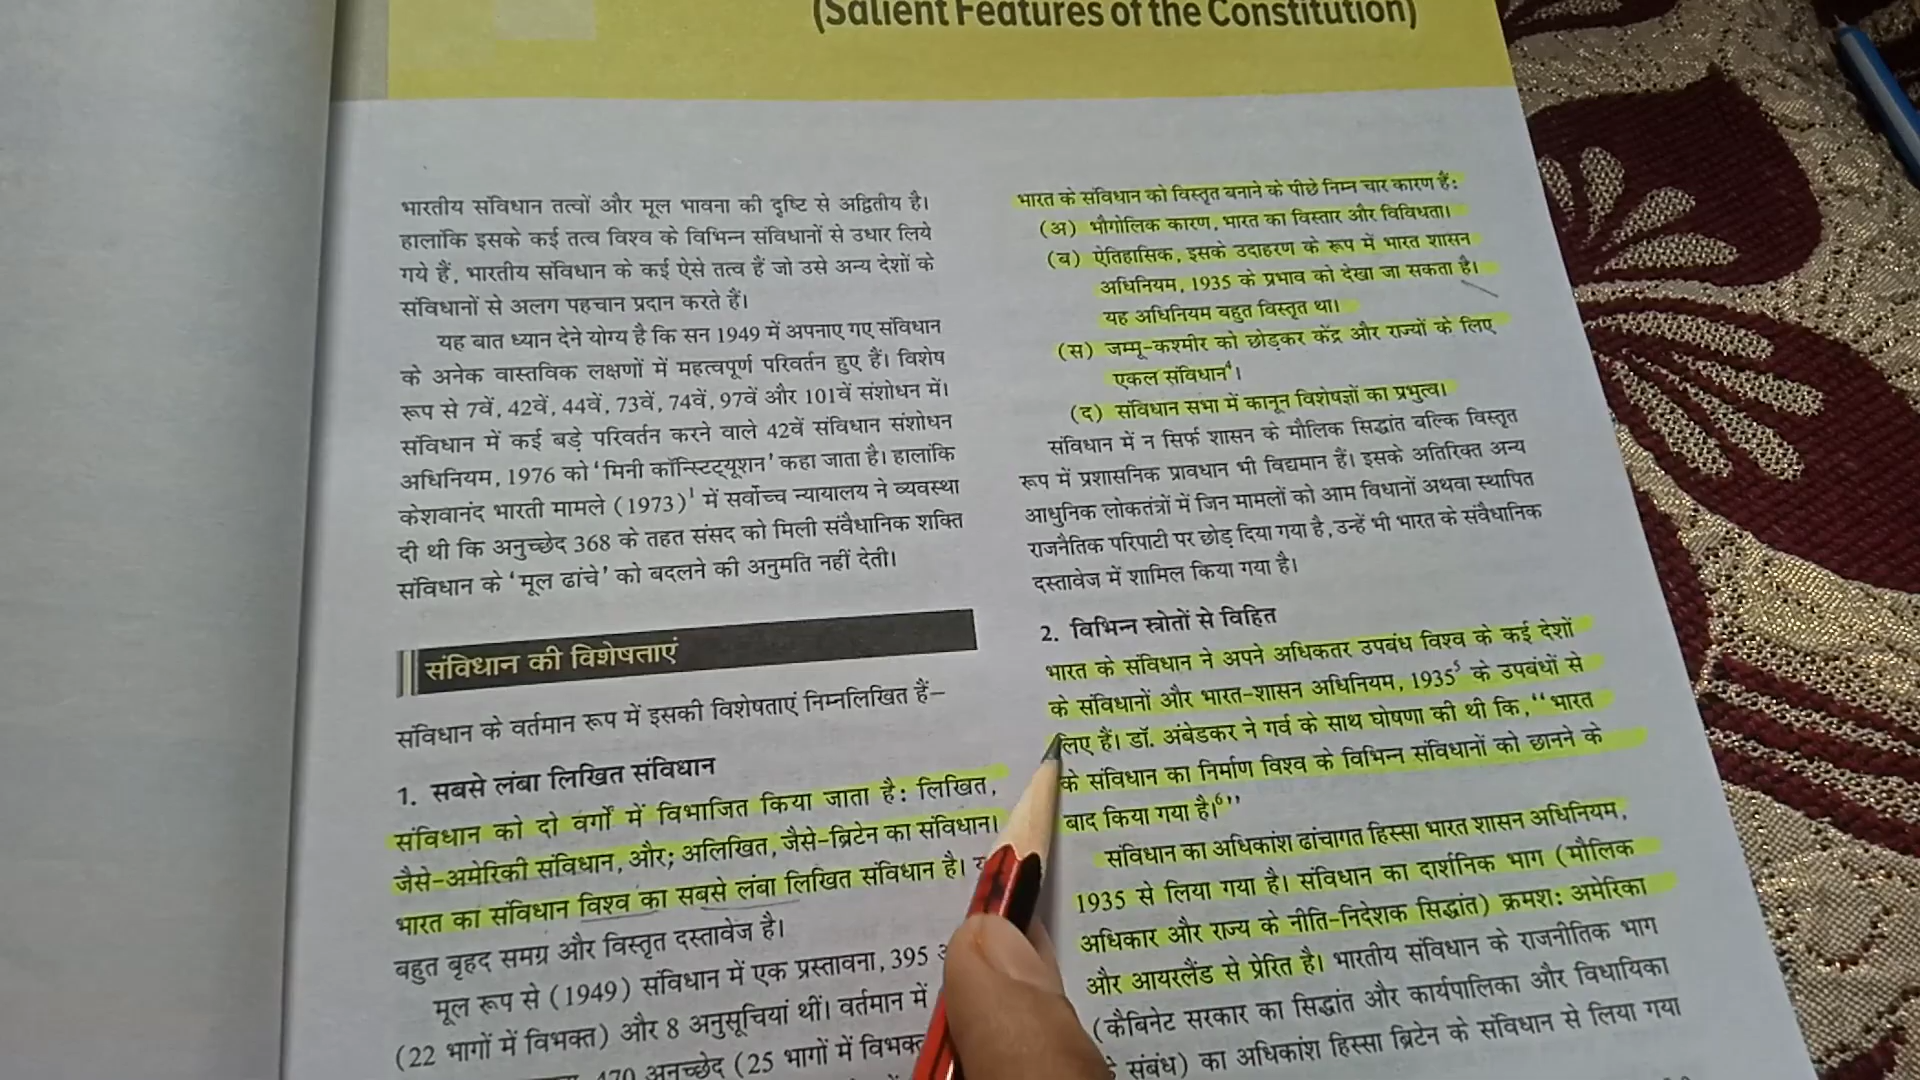 (Salient Features of the Constitution)
भारतीय संविधान तत्वों और मूल भावना की दृष्टि से अद्वितीय है।
हालांकि इसके कई तत्व विश्व के विभिन्न संविधानों से उधार लिये
गये हैं, भारतीय संविधान के कई ऐसे तत्व हैं जो उसे अन्य देशों के
संविधानों से अलग पहचान प्रदान करते हैं।
यह बात ध्यान देने योग्य है कि सन 1949 में अपनाए गए संविधान
के अनेक वास्तविक लक्षणों में महत्वपूर्ण परिवर्तन हुए हैं। विशेष
रूप से 7वें, 42वें, 44वें, 73वें, 74वें, 97वें और 101वें संशोधन में।
संविधान में कई बड़े परिवर्तन करने वाले 42वें संविधान संशोधन
अधिनियम, 1976 को ‘मिनी कॉन्स्टिट्यूशन’ कहा जाता है। हालांकि
केशवानंद भारती मामले (1973)¹ में सर्वोच्च न्यायालय ने व्यवस्था
दी थी कि अनुच्छेद 368 के तहत संसद को मिली संवैधानिक शक्ति
संविधान के ‘मूल ढांचे’ को बदलने की अनुमति नहीं देती।
संविधान की विशेषताएं
संविधान के वर्तमान रूप में इसकी विशेषताएं निम्नलिखित हैं–
1. सबसे लंबा लिखित संविधान
संविधान को दो वर्गों में विभाजित किया जाता है: लिखित,
जैसे–अमेरिकी संविधान, और; अलिखित, जैसे–ब्रिटेन का संविधान।
भारत का संविधान विश्व का सबसे लंबा लिखित संविधान है।
बहुत बृहद समग्र और विस्तृत दस्तावेज है।
मूल रूप से (1949) संविधान में एक प्रस्तावना, 395
(22 भागों में विभक्त) और 8 अनुसूचियां थीं। वर्तमान में
470 अनुच्छेद (25 भागों में विभक्त
भारत के संविधान को विस्तृत बनाने के पीछे निम्न चार कारण हैं:
(अ) भौगोलिक कारण, भारत का विस्तार और विविधता।
(ब) ऐतिहासिक, इसके उदाहरण के रूप में भारत शासन
अधिनियम, 1935 के प्रभाव को देखा जा सकता है।
यह अधिनियम बहुत विस्तृत था।
(स) जम्मू-कश्मीर को छोड़कर केंद्र और राज्यों के लिए
एकल संविधान⁴।
(द) संविधान सभा में कानून विशेषज्ञों का प्रभुत्व।
संविधान में न सिर्फ शासन के मौलिक सिद्धांत बल्कि विस्तृत
रूप में प्रशासनिक प्रावधान भी विद्यमान हैं। इसके अतिरिक्त अन्य
आधुनिक लोकतंत्रों में जिन मामलों को आम विधानों अथवा स्थापित
राजनैतिक परिपाटी पर छोड़ दिया गया है, उन्हें भी भारत के संवैधानिक
दस्तावेज में शामिल किया गया है।
2. विभिन्न स्रोतों से विहित
भारत के संविधान ने अपने अधिकतर उपबंध विश्व के कई देशों
के संविधानों और भारत-शासन अधिनियम, 1935⁵ के उपबंधों से
लिए हैं। डॉ. अंबेडकर ने गर्व के साथ घोषणा की थी कि, ‘‘भारत
के संविधान का निर्माण विश्व के विभिन्न संविधानों को छानने के
बाद किया गया है।⁶’’
संविधान का अधिकांश ढांचागत हिस्सा भारत शासन अधिनियम,
1935 से लिया गया है। संविधान का दार्शनिक भाग (मौलिक
अधिकार और राज्य के नीति-निदेशक सिद्धांत) क्रमश: अमेरिका
और आयरलैंड से प्रेरित है। भारतीय संविधान के राजनीतिक भाग
(कैबिनेट सरकार का सिद्धांत और कार्यपालिका और विधायिका
संबंध) का अधिकांश हिस्सा ब्रिटेन के संविधान से लिया गया